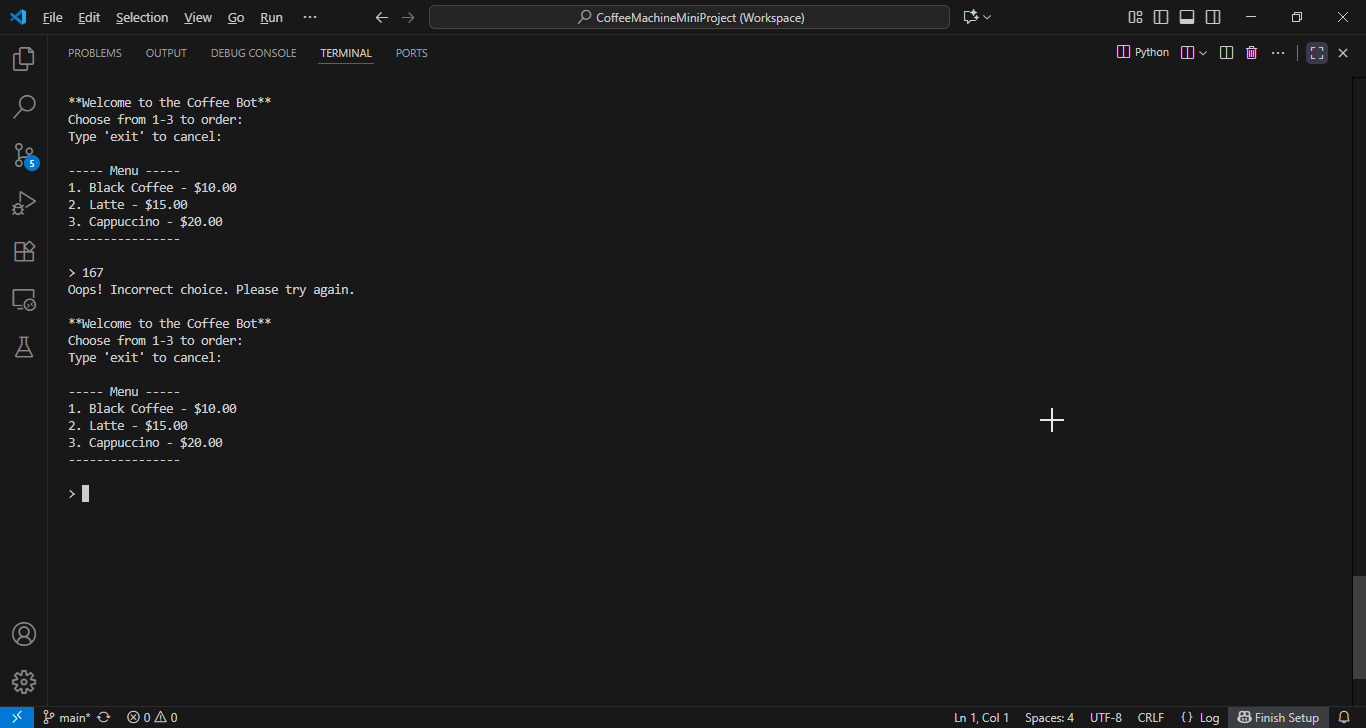 File Edit Selection View Go Run ···
CoffeeMachineMiniProject (Workspace)
PROBLEMS OUTPUT DEBUG CONSOLE TERMINAL PORTS
Python
**Welcome to the Coffee Bot**
Choose from 1-3 to order:
Type 'exit' to cancel:
----- Menu -----
1. Black Coffee - $10.00
2. Latte - $15.00
3. Cappuccino - $20.00
----------------
> 167
Oops! Incorrect choice. Please try again.
**Welcome to the Coffee Bot**
Choose from 1-3 to order:
Type 'exit' to cancel:
----- Menu -----
1. Black Coffee - $10.00
2. Latte - $15.00
3. Cappuccino - $20.00
----------------
>
5
main* 0 0
Ln 1, Col 1 Spaces: 4 UTF-8 CRLF {} Log Finish Setup